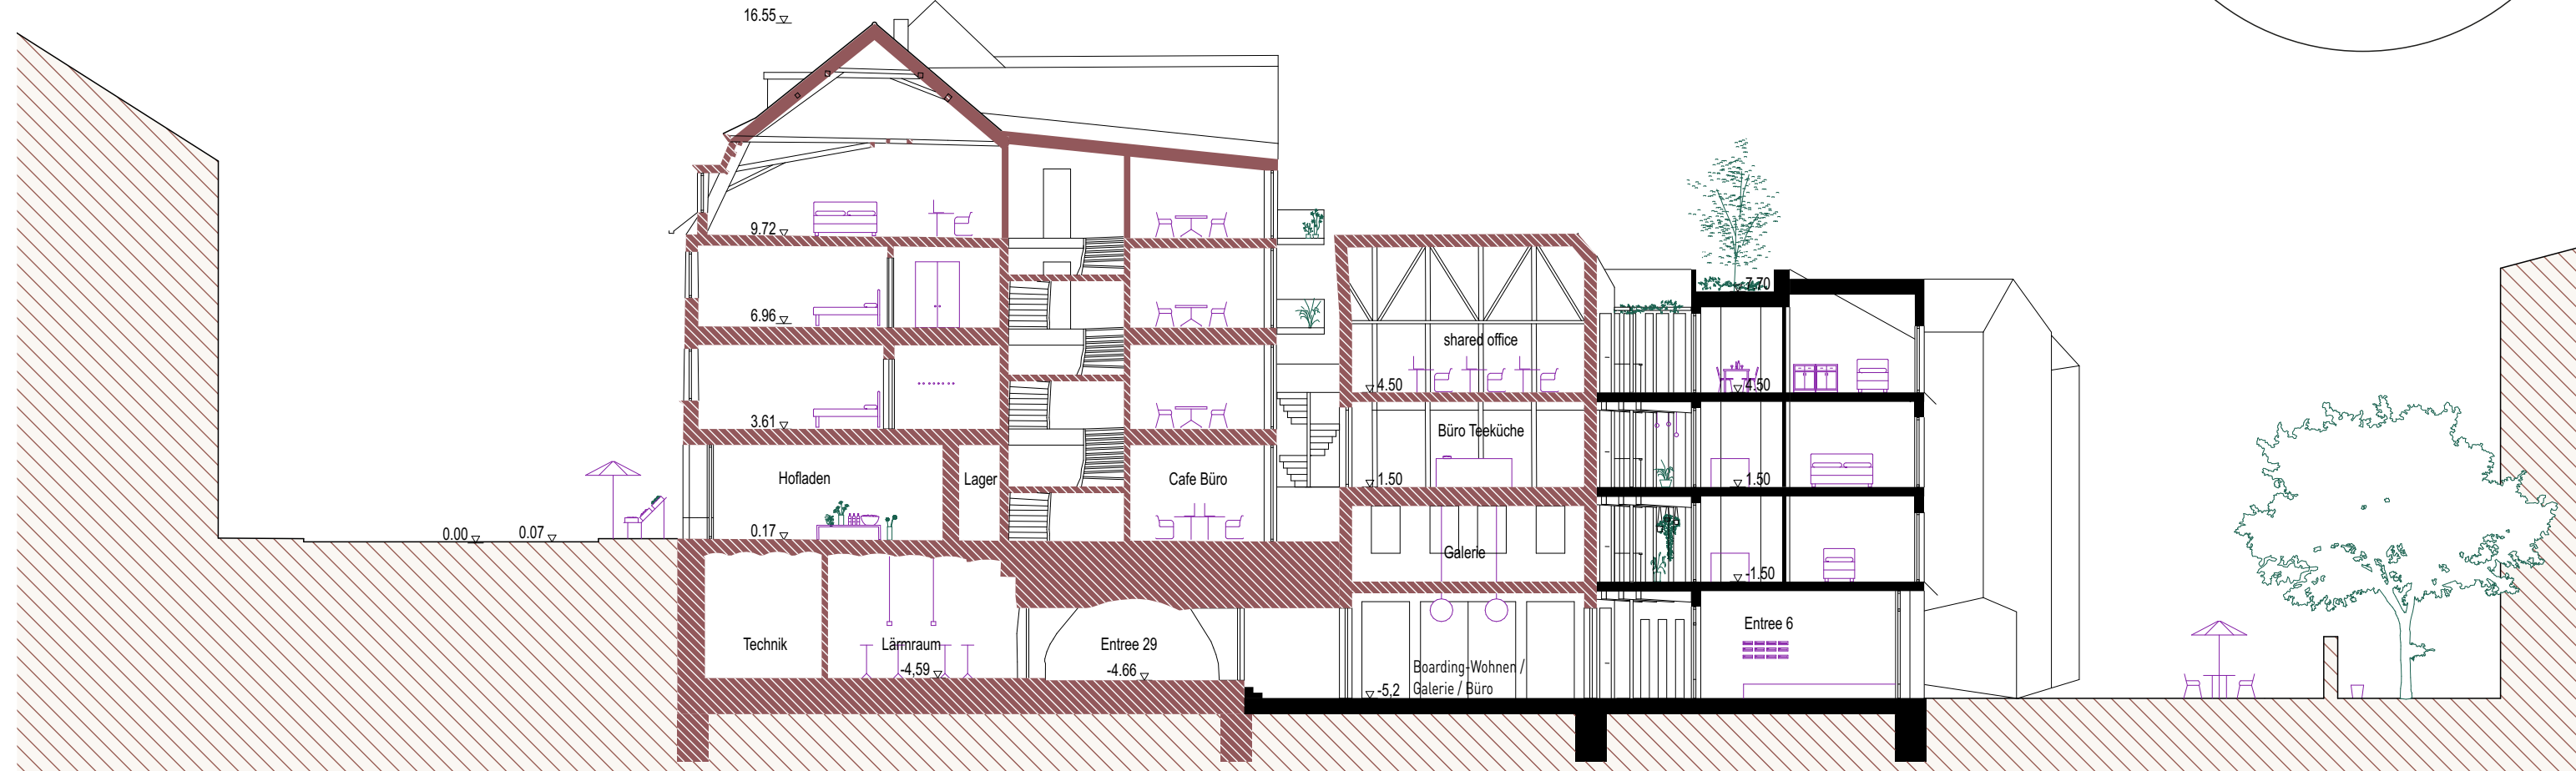 16.55
9.72
6.96
3.61
0.17
0.00
0.07
Hofladen
Lager
Cafe Büro
Technik
Lärmraum
-4,59
Entree 29
-4.66
shared office
4.50
Büro Teeküche
1.50
Galerie
Boarding-Wohnen /
Galerie / Büro
-5,2
7.70
4.50
1.50
-1.50
Entree 6